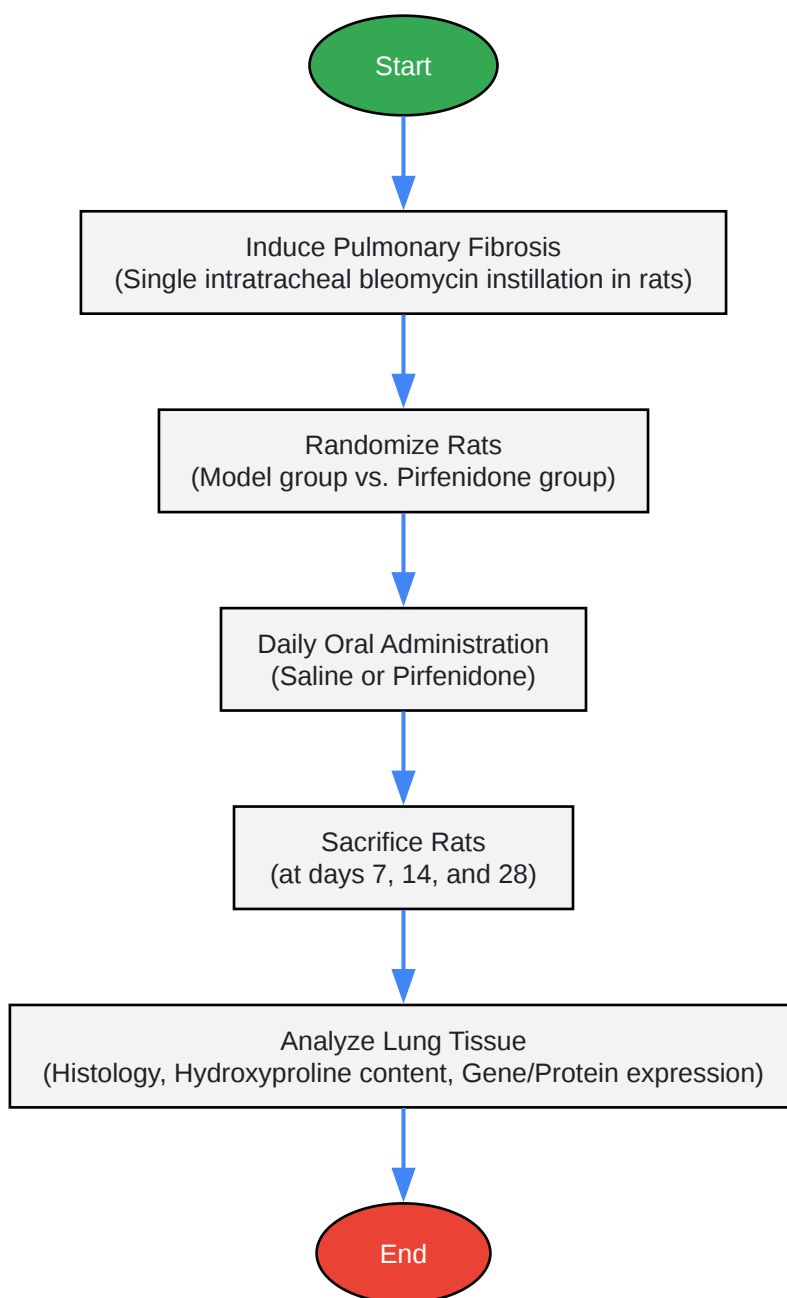 Start
Induce Pulmonary Fibrosis
(Single intratracheal bleomycin instillation in rats)
Randomize Rats
(Model group vs. Pirfenidone group)
Daily Oral Administration
(Saline or Pirfenidone)
Sacrifice Rats
(at days 7, 14, and 28)
Analyze Lung Tissue
(Histology, Hydroxyproline content, Gene/Protein expression)
End